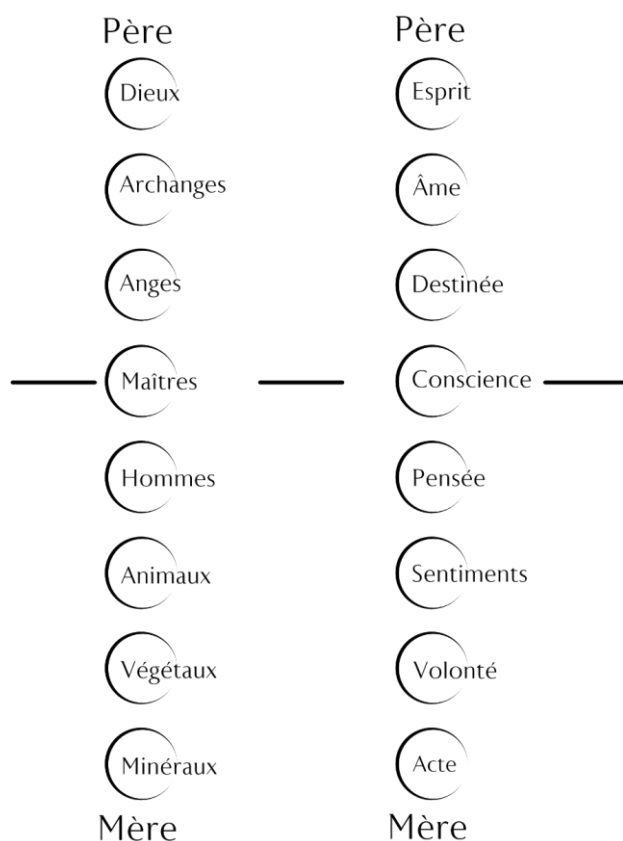 Père
Dieux
Archanges
Anges
Maîtres
Hommes
Animaux
Végétaux
Minéraux
Mère
Père
Esprit
Âme
Destinée
Conscience
Pensée
Sentiments
Volonté
Acte
Mère